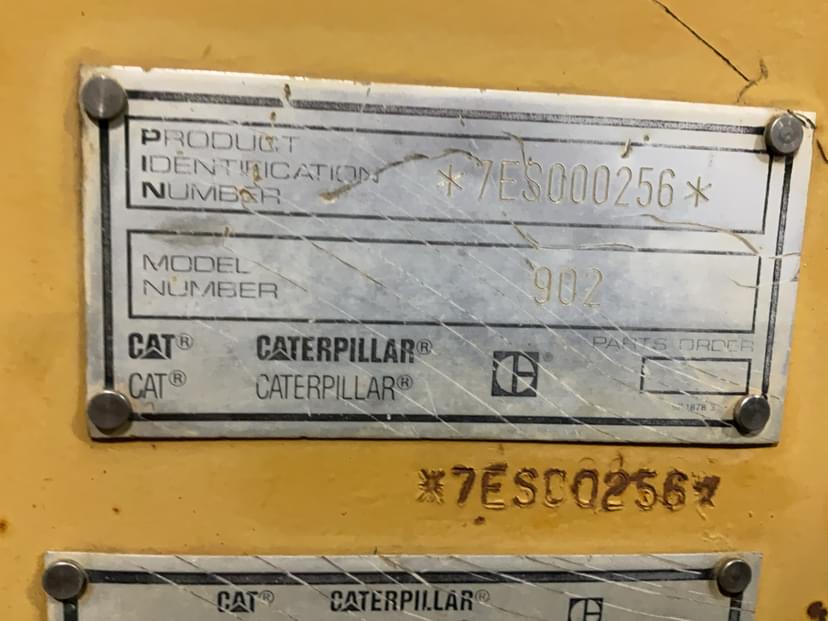 PRODUCT
IDENTIFICATION
NUMBER
*7ES000256*
MODEL
NUMBER
902
CAT® CATERPILLAR®
CAT® CATERPILLAR® ®
PARTS ORDER
*7ES00256*
CAT® CATERPILLAR®